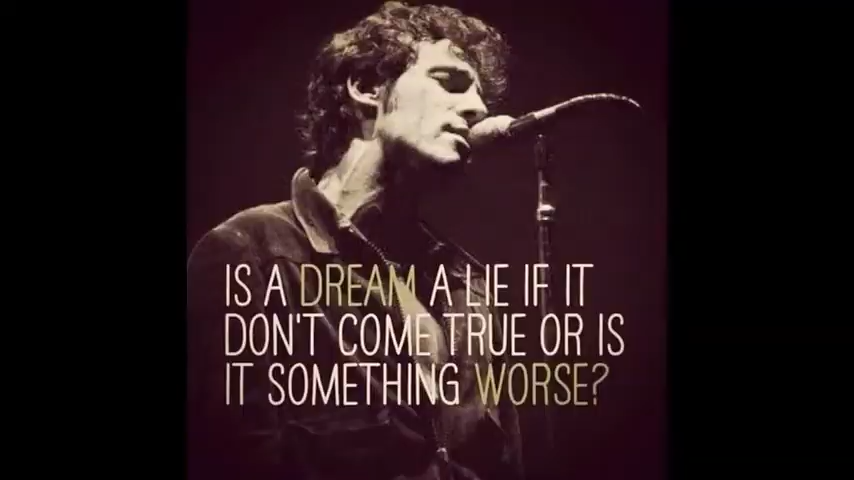 IS A DREAM A LIE IF IT
DON'T COME TRUE OR IS
IT SOMETHING WORSE?